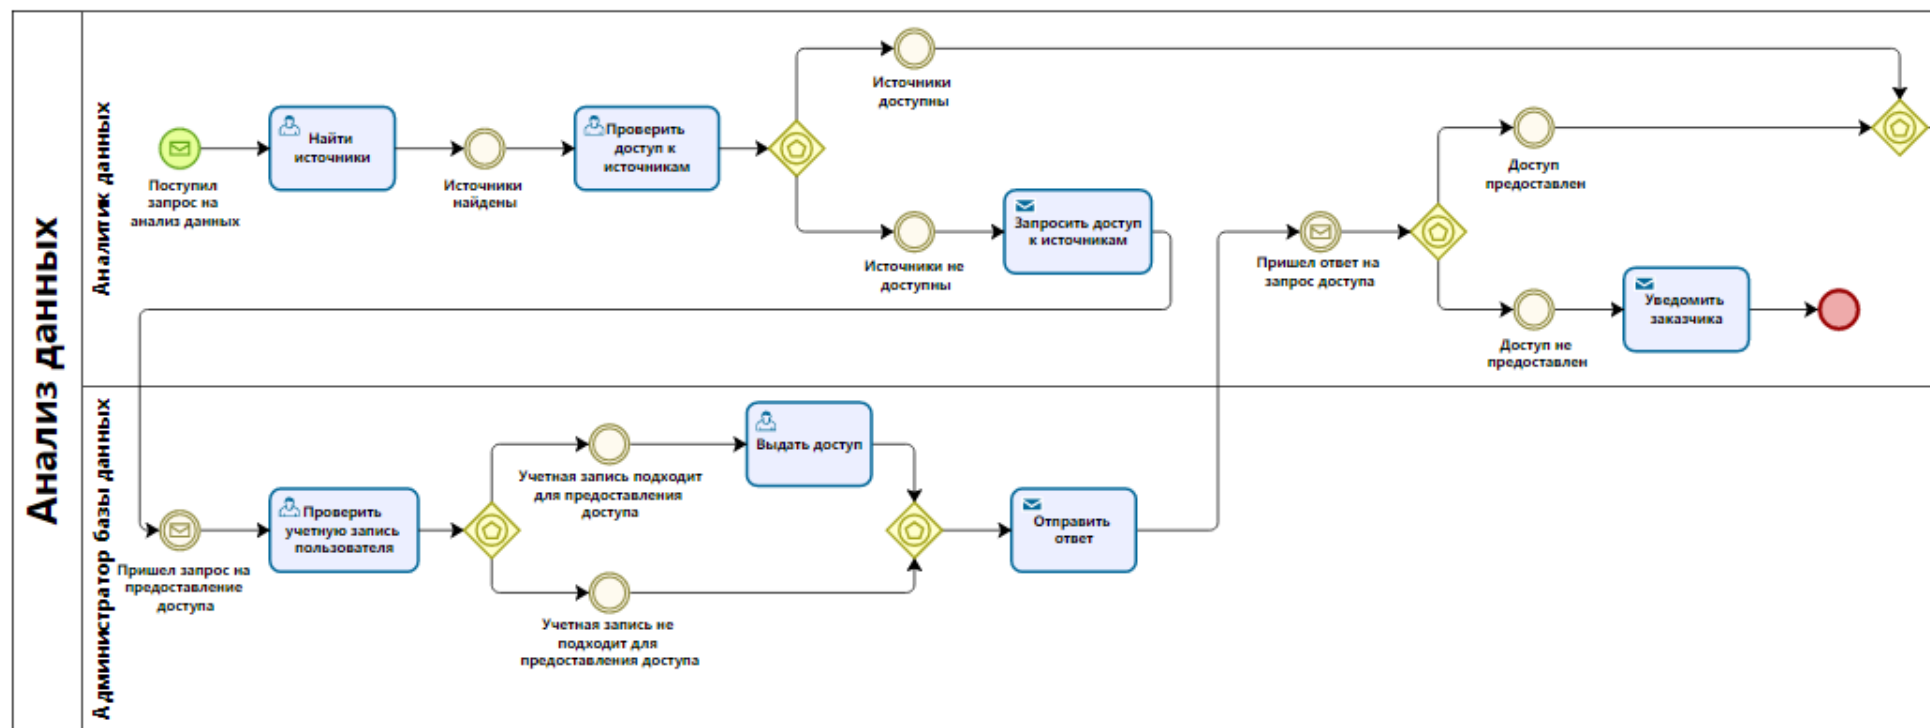 Анализ данных
Аналитик данных
Поступил
запрос на
анализ данных
Найти
источники
Источники
найдены
Проверить
доступ к
источникам
Источники
доступны
Источники не
доступны
Запросить доступ
к источникам
Пришел ответ на
запрос доступа
Доступ
предоставлен
Доступ не
предоставлен
Уведомить
заказчика
Администратор базы данных
Пришел запрос на
предоставление
доступа
Проверить
учетную запись
пользователя
Учетная запись подходит
для предоставления
доступа
Выдать доступ
Учетная запись не
подходит для
предоставления доступа
Отправить
ответ